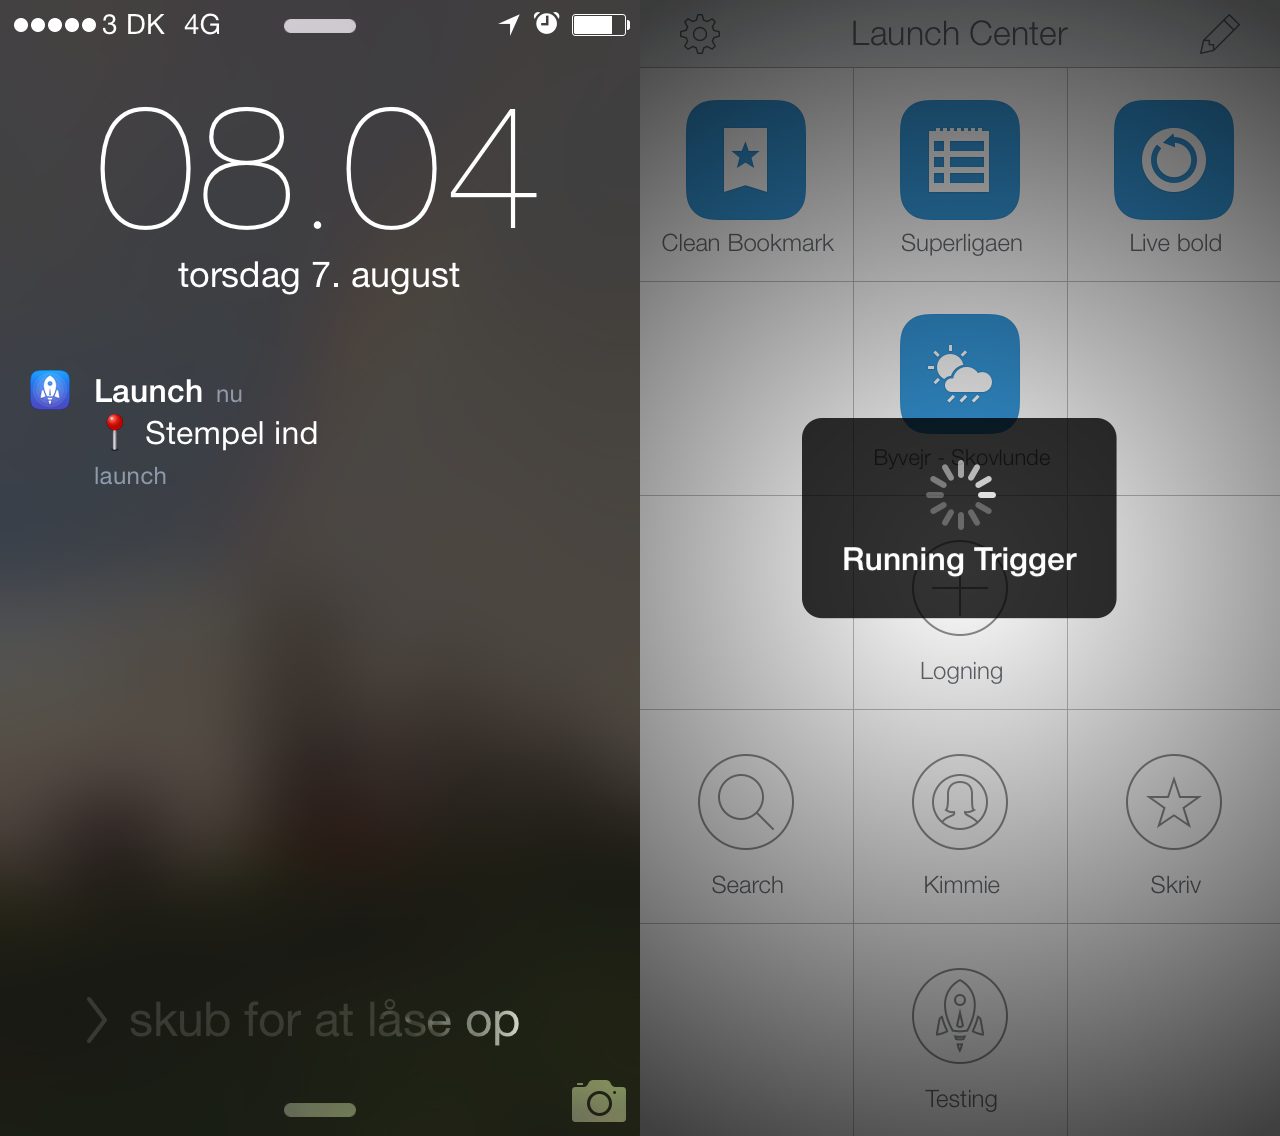 3 DK 4G
08.04
torsdag 7. august
Launch nu
Stempel ind
launch
skub for at låse op
Launch Center
Clean Bookmark
Superligaen
Live bold
Byvejr - Skovlunde
Running Trigger
Logning
Search
Kimmie
Skriv
Testing